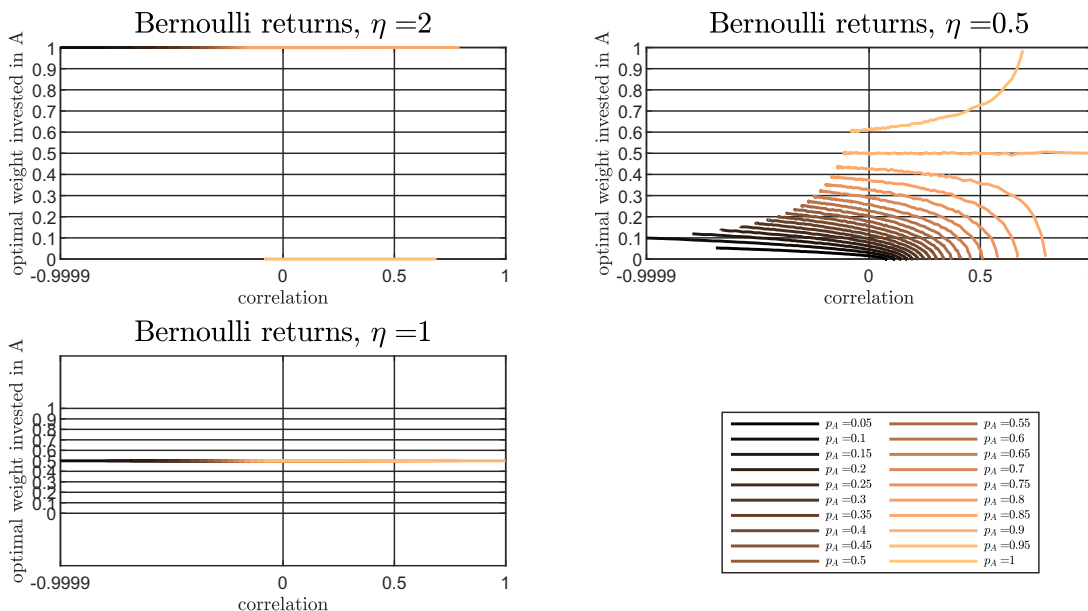 Bernoulli returns, η =2
optimal weight invested in A
1
0.9
0.8
0.7
0.6
0.5
0.4
0.3
0.2
0.1
0
-0.9999
0
0.5
1
correlation
Bernoulli returns, η =0.5
optimal weight invested in A
1
0.9
0.8
0.7
0.6
0.5
0.4
0.3
0.2
0.1
0
-0.9999
0
0.5
correlation
Bernoulli returns, η =1
optimal weight invested in A
1
0.9
0.8
0.7
0.6
0.5
0.4
0.3
0.2
0.1
0
-0.9999
0
0.5
1
correlation
p_A =0.05
p_A =0.1
p_A =0.15
p_A =0.2
p_A =0.25
p_A =0.3
p_A =0.35
p_A =0.4
p_A =0.45
p_A =0.5
p_A =0.55
p_A =0.6
p_A =0.65
p_A =0.7
p_A =0.75
p_A =0.8
p_A =0.85
p_A =0.9
p_A =0.95
p_A =1